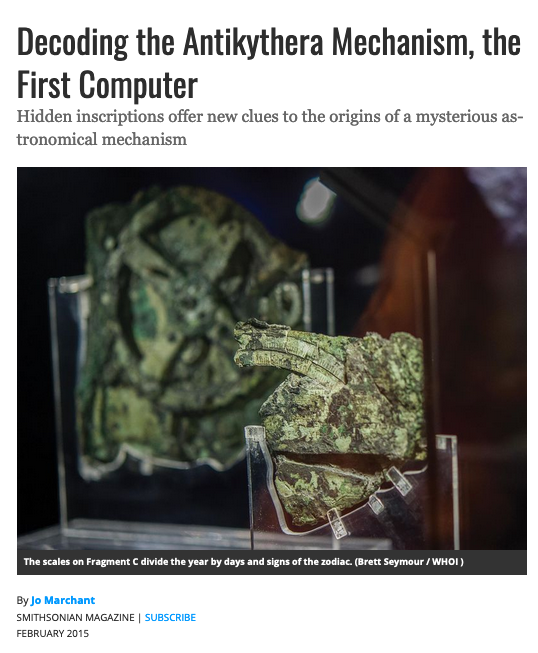 Decoding the Antikythera Mechanism, the
First Computer
Hidden inscriptions offer new clues to the origins of a mysterious as-
tronomical mechanism
The scales on Fragment C divide the year by days and signs of the zodiac. (Brett Seymour / WHOI )
By Jo Marchant
SMITHSONIAN MAGAZINE | SUBSCRIBE
FEBRUARY 2015